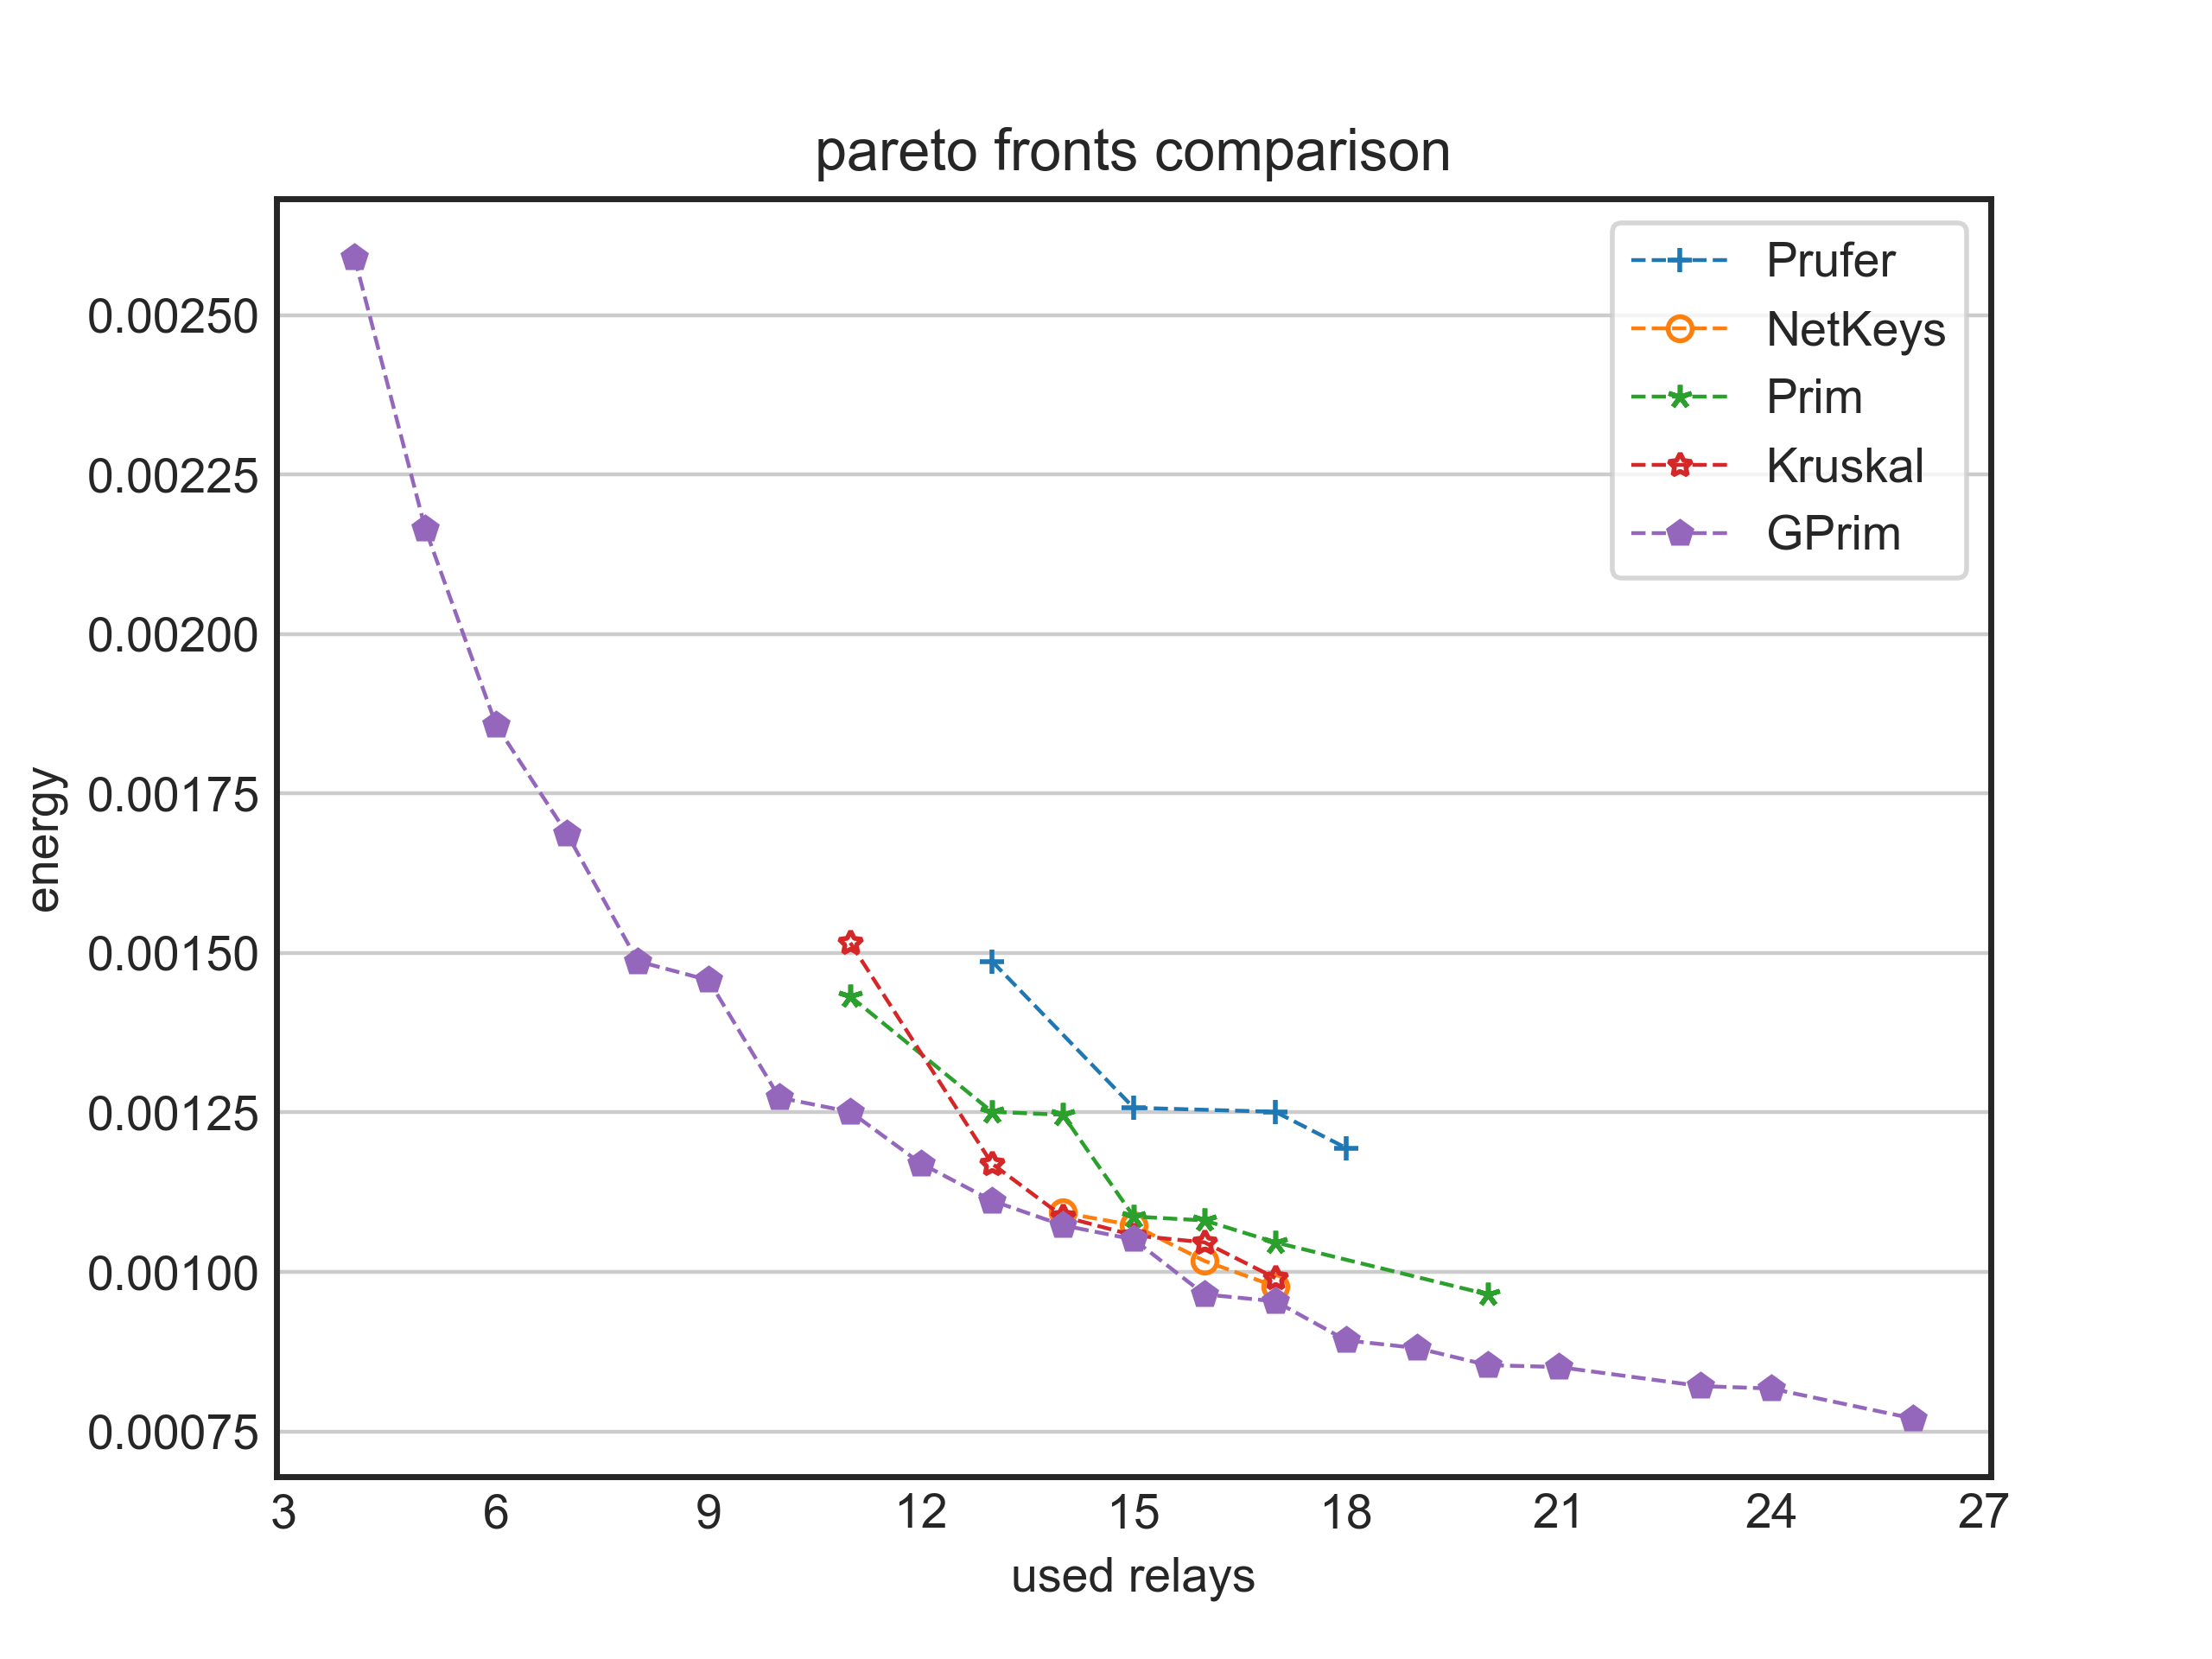 pareto fronts comparison
Prufer
NetKeys
Prim
Kruskal
GPrim
energy
0.00250
0.00225
0.00200
0.00175
0.00150
0.00125
0.00100
0.00075
3 6 9 12 15 18 21 24 27
used relays